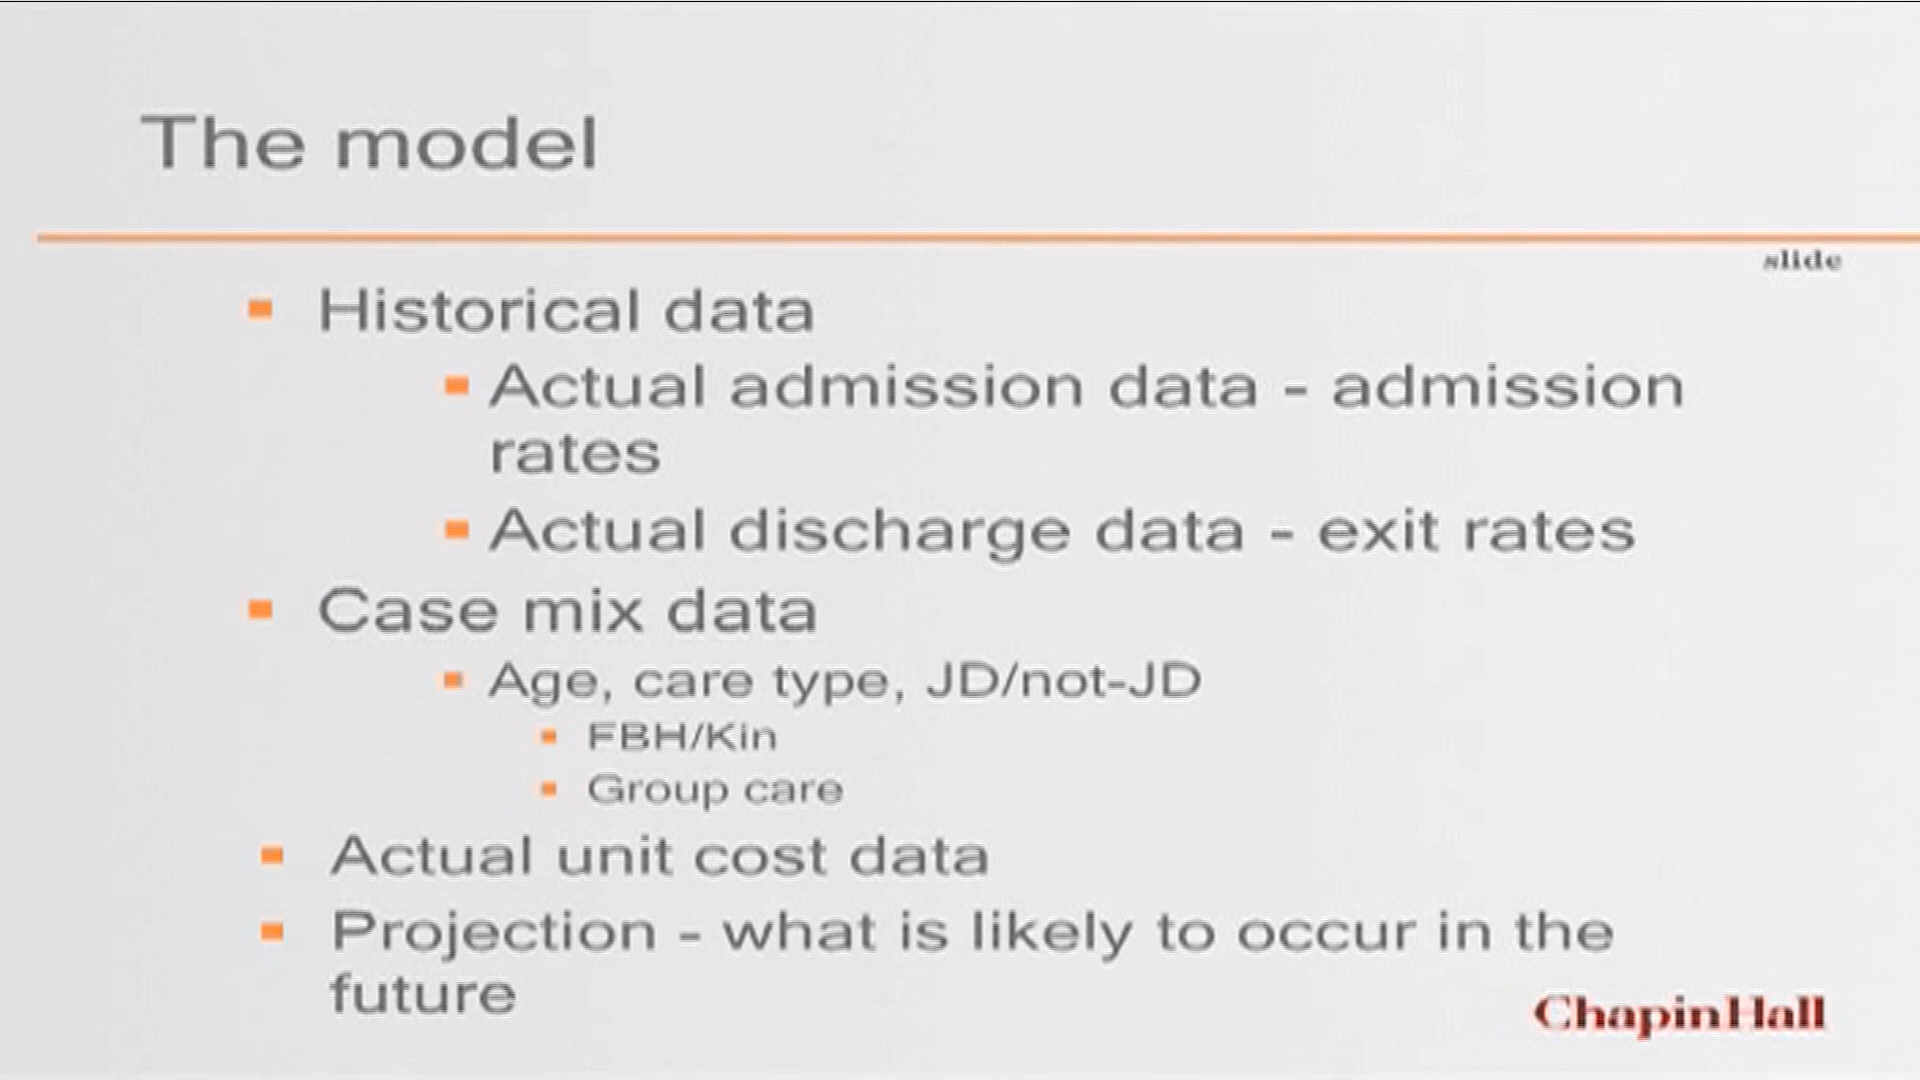 The model
slide
Historical data
Actual admission data - admission
rates
Actual discharge data - exit rates
Case mix data
Age, care type, JD/not-JD
FBH/Kin
Group care
Actual unit cost data
Projection - what is likely to occur in the
future
ChapinHall